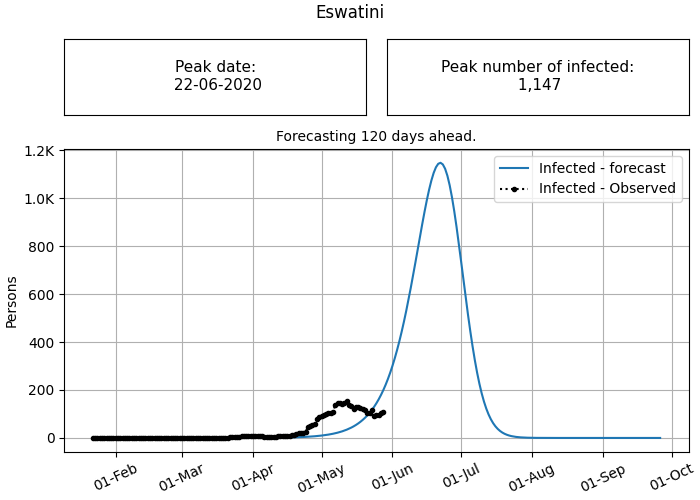 Eswatini
Peak date:
22-06-2020
Peak number of infected:
1,147
Forecasting 120 days ahead.
1.2K
1.0K
800
600
400
200
0
Persons
Infected - forecast
Infected - Observed
01-Feb
01-Mar
01-Apr
01-May
01-Jun
01-Jul
01-Aug
01-Sep
01-Oct